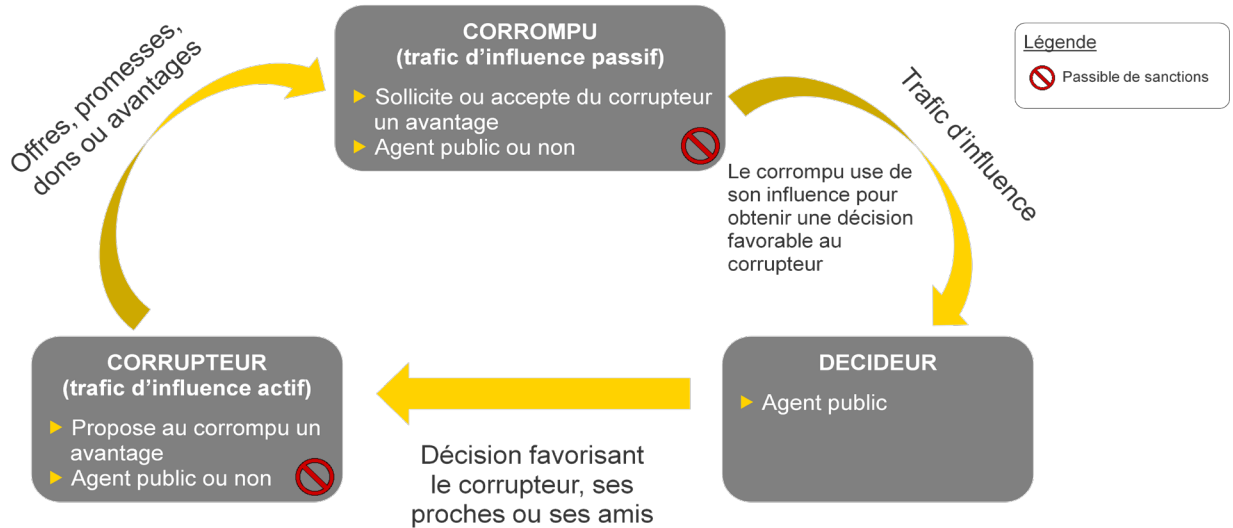 Offres, promesses,
dons ou avantages
CORROMPU
(trafic d'influence passif)
Sollicite ou accepte du corrupteur
un avantage
Agent public ou non
Légende
Passible de sanctions
Trafic d'influence
Le corrompu use de
son influence pour
obtenir une décision
favorable au
corrupteur
CORRUPTEUR
(trafic d'influence actif)
Propose au corrompu un
avantage
Agent public ou non
DECIDEUR
Agent public
Décision favorisant
le corrupteur, ses
proches ou ses amis